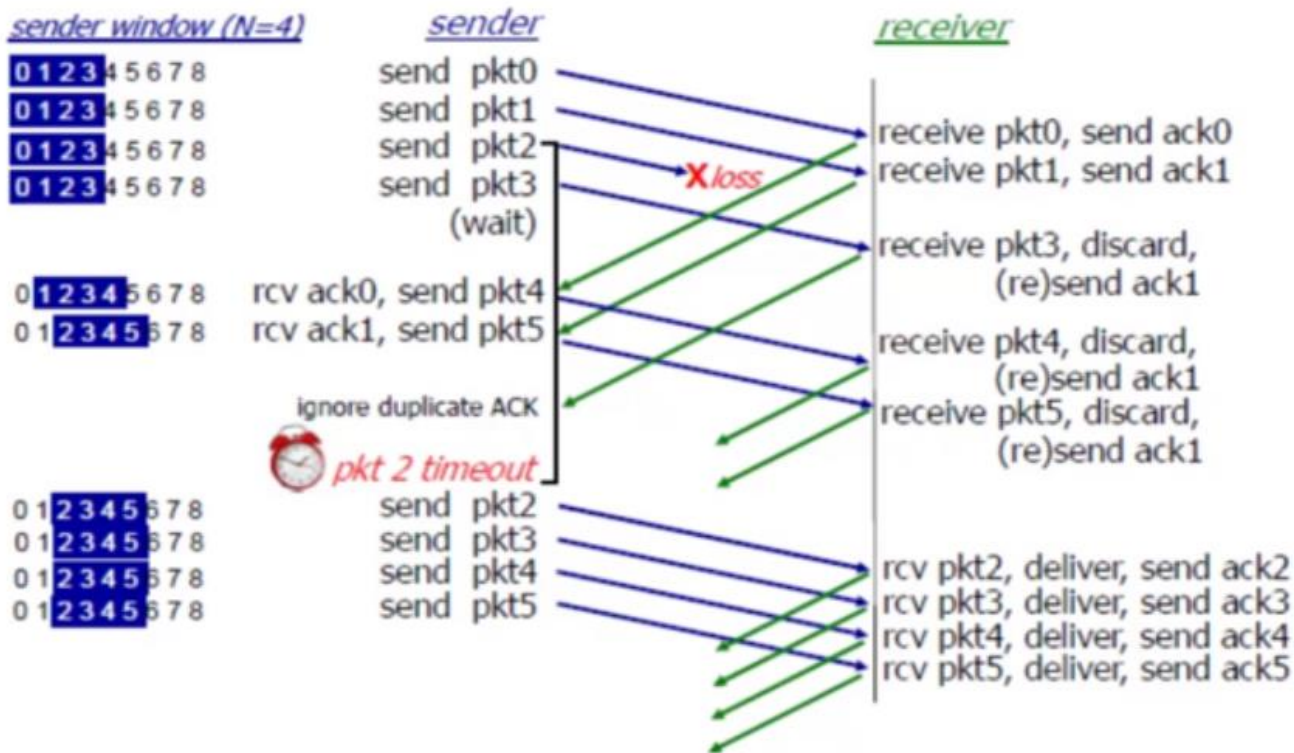 sender window (N=4) sender receiver
0 1 2 3 4 5 6 7 8 send pkt0
0 1 2 3 4 5 6 7 8 send pkt1
receive pkt0, send ack0
0 1 2 3 4 5 6 7 8 send pkt2
X loss
receive pkt1, send ack1
0 1 2 3 4 5 6 7 8 send pkt3
(wait)
receive pkt3, discard,
(re)send ack1
0 1 2 3 4 5 6 7 8 rcv ack0, send pkt4
0 1 2 3 4 5 6 7 8 rcv ack1, send pkt5
receive pkt4, discard,
(re)send ack1
ignore duplicate ACK
receive pkt5, discard,
(re)send ack1
pkt 2 timeout
0 1 2 3 4 5 6 7 8 send pkt2
0 1 2 3 4 5 6 7 8 send pkt3
0 1 2 3 4 5 6 7 8 send pkt4
0 1 2 3 4 5 6 7 8 send pkt5
rcv pkt2, deliver, send ack2
rcv pkt3, deliver, send ack3
rcv pkt4, deliver, send ack4
rcv pkt5, deliver, send ack5